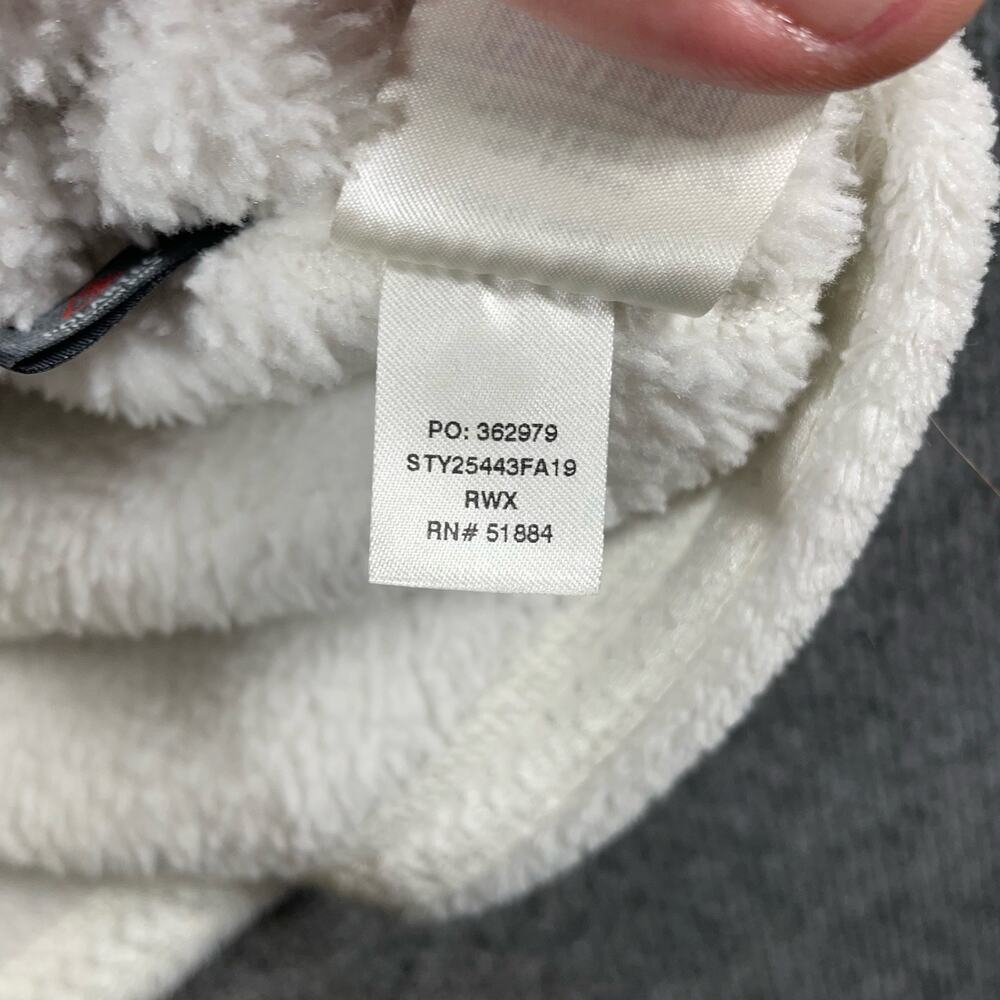 PO: 362979
STY25443FA19
RWX
RN# 51884